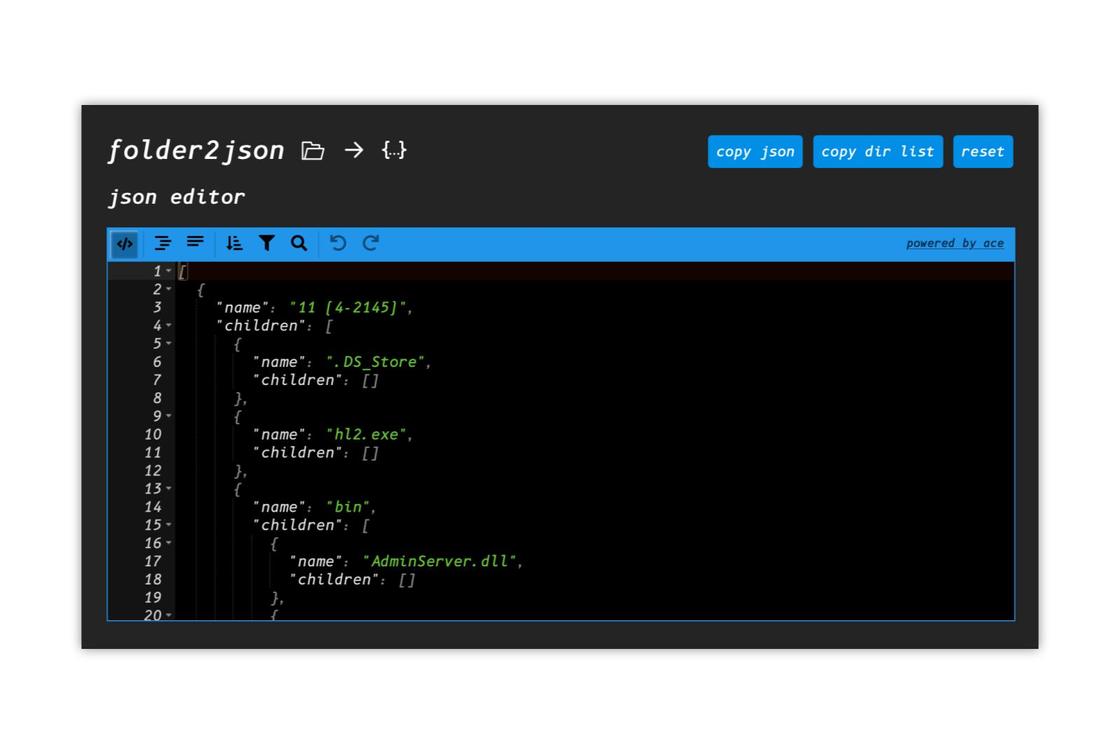 folder2json → {...}
copy json
copy dir list
reset
json editor
powered by ace
1 [
2 {
3 "name": "11 [4-2145]",
4 "children": [
5 {
6 "name": ".DS_Store",
7 "children": []
8 },
9 {
10 "name": "hl2.exe",
11 "children": []
12 },
13 {
14 "name": "bin",
15 "children": [
16 {
17 "name": "AdminServer.dll",
18 "children": []
19 },
20 {